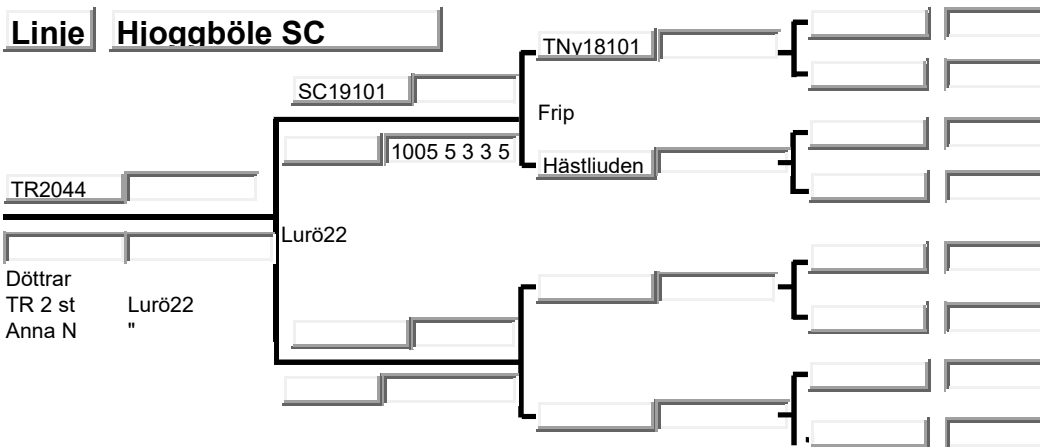 Linje Hjoggböle SC
TNy18101
SC19101
Frip
1005 5 3 3 5
Hästliuden
TR2044
Lurö22
Döttrar
TR 2 st Lurö22
Anna N "